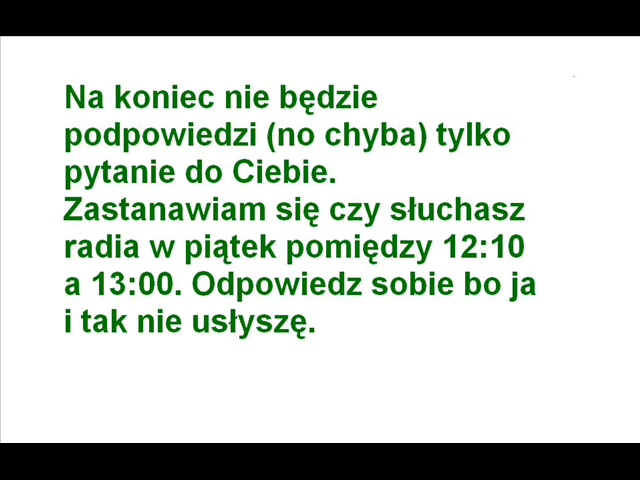 Na koniec nie będzie
podpowiedzi (no chyba) tylko
pytanie do Ciebie.
Zastanawiam się czy słuchasz
radia w piątek pomiędzy 12:10
a 13:00. Odpowiedz sobie bo ja
i tak nie usłyszę.